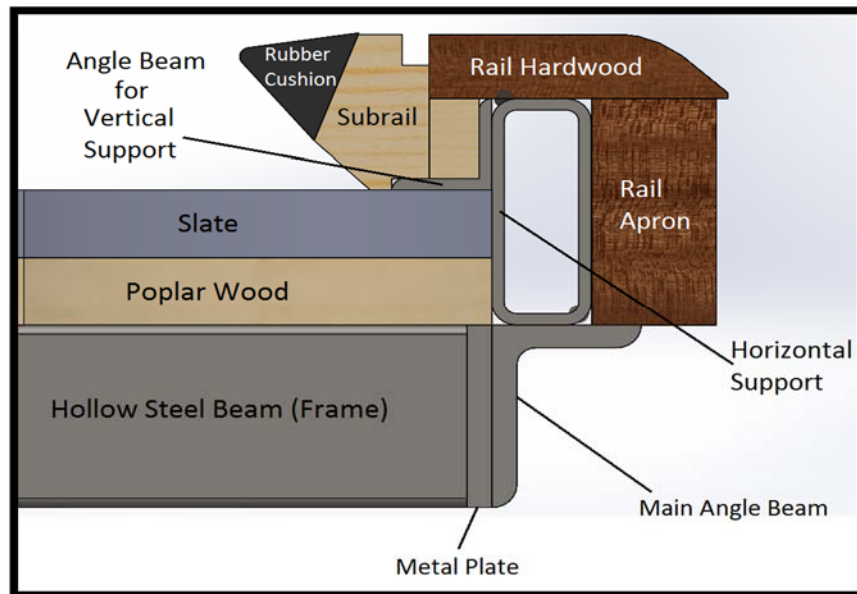 Angle Beam
for
Vertical
Support
Rubber
Cushion
Subrail
Rail Hardwood
Rail
Apron
Slate
Poplar Wood
Hollow Steel Beam (Frame)
Horizontal
Support
Main Angle Beam
Metal Plate